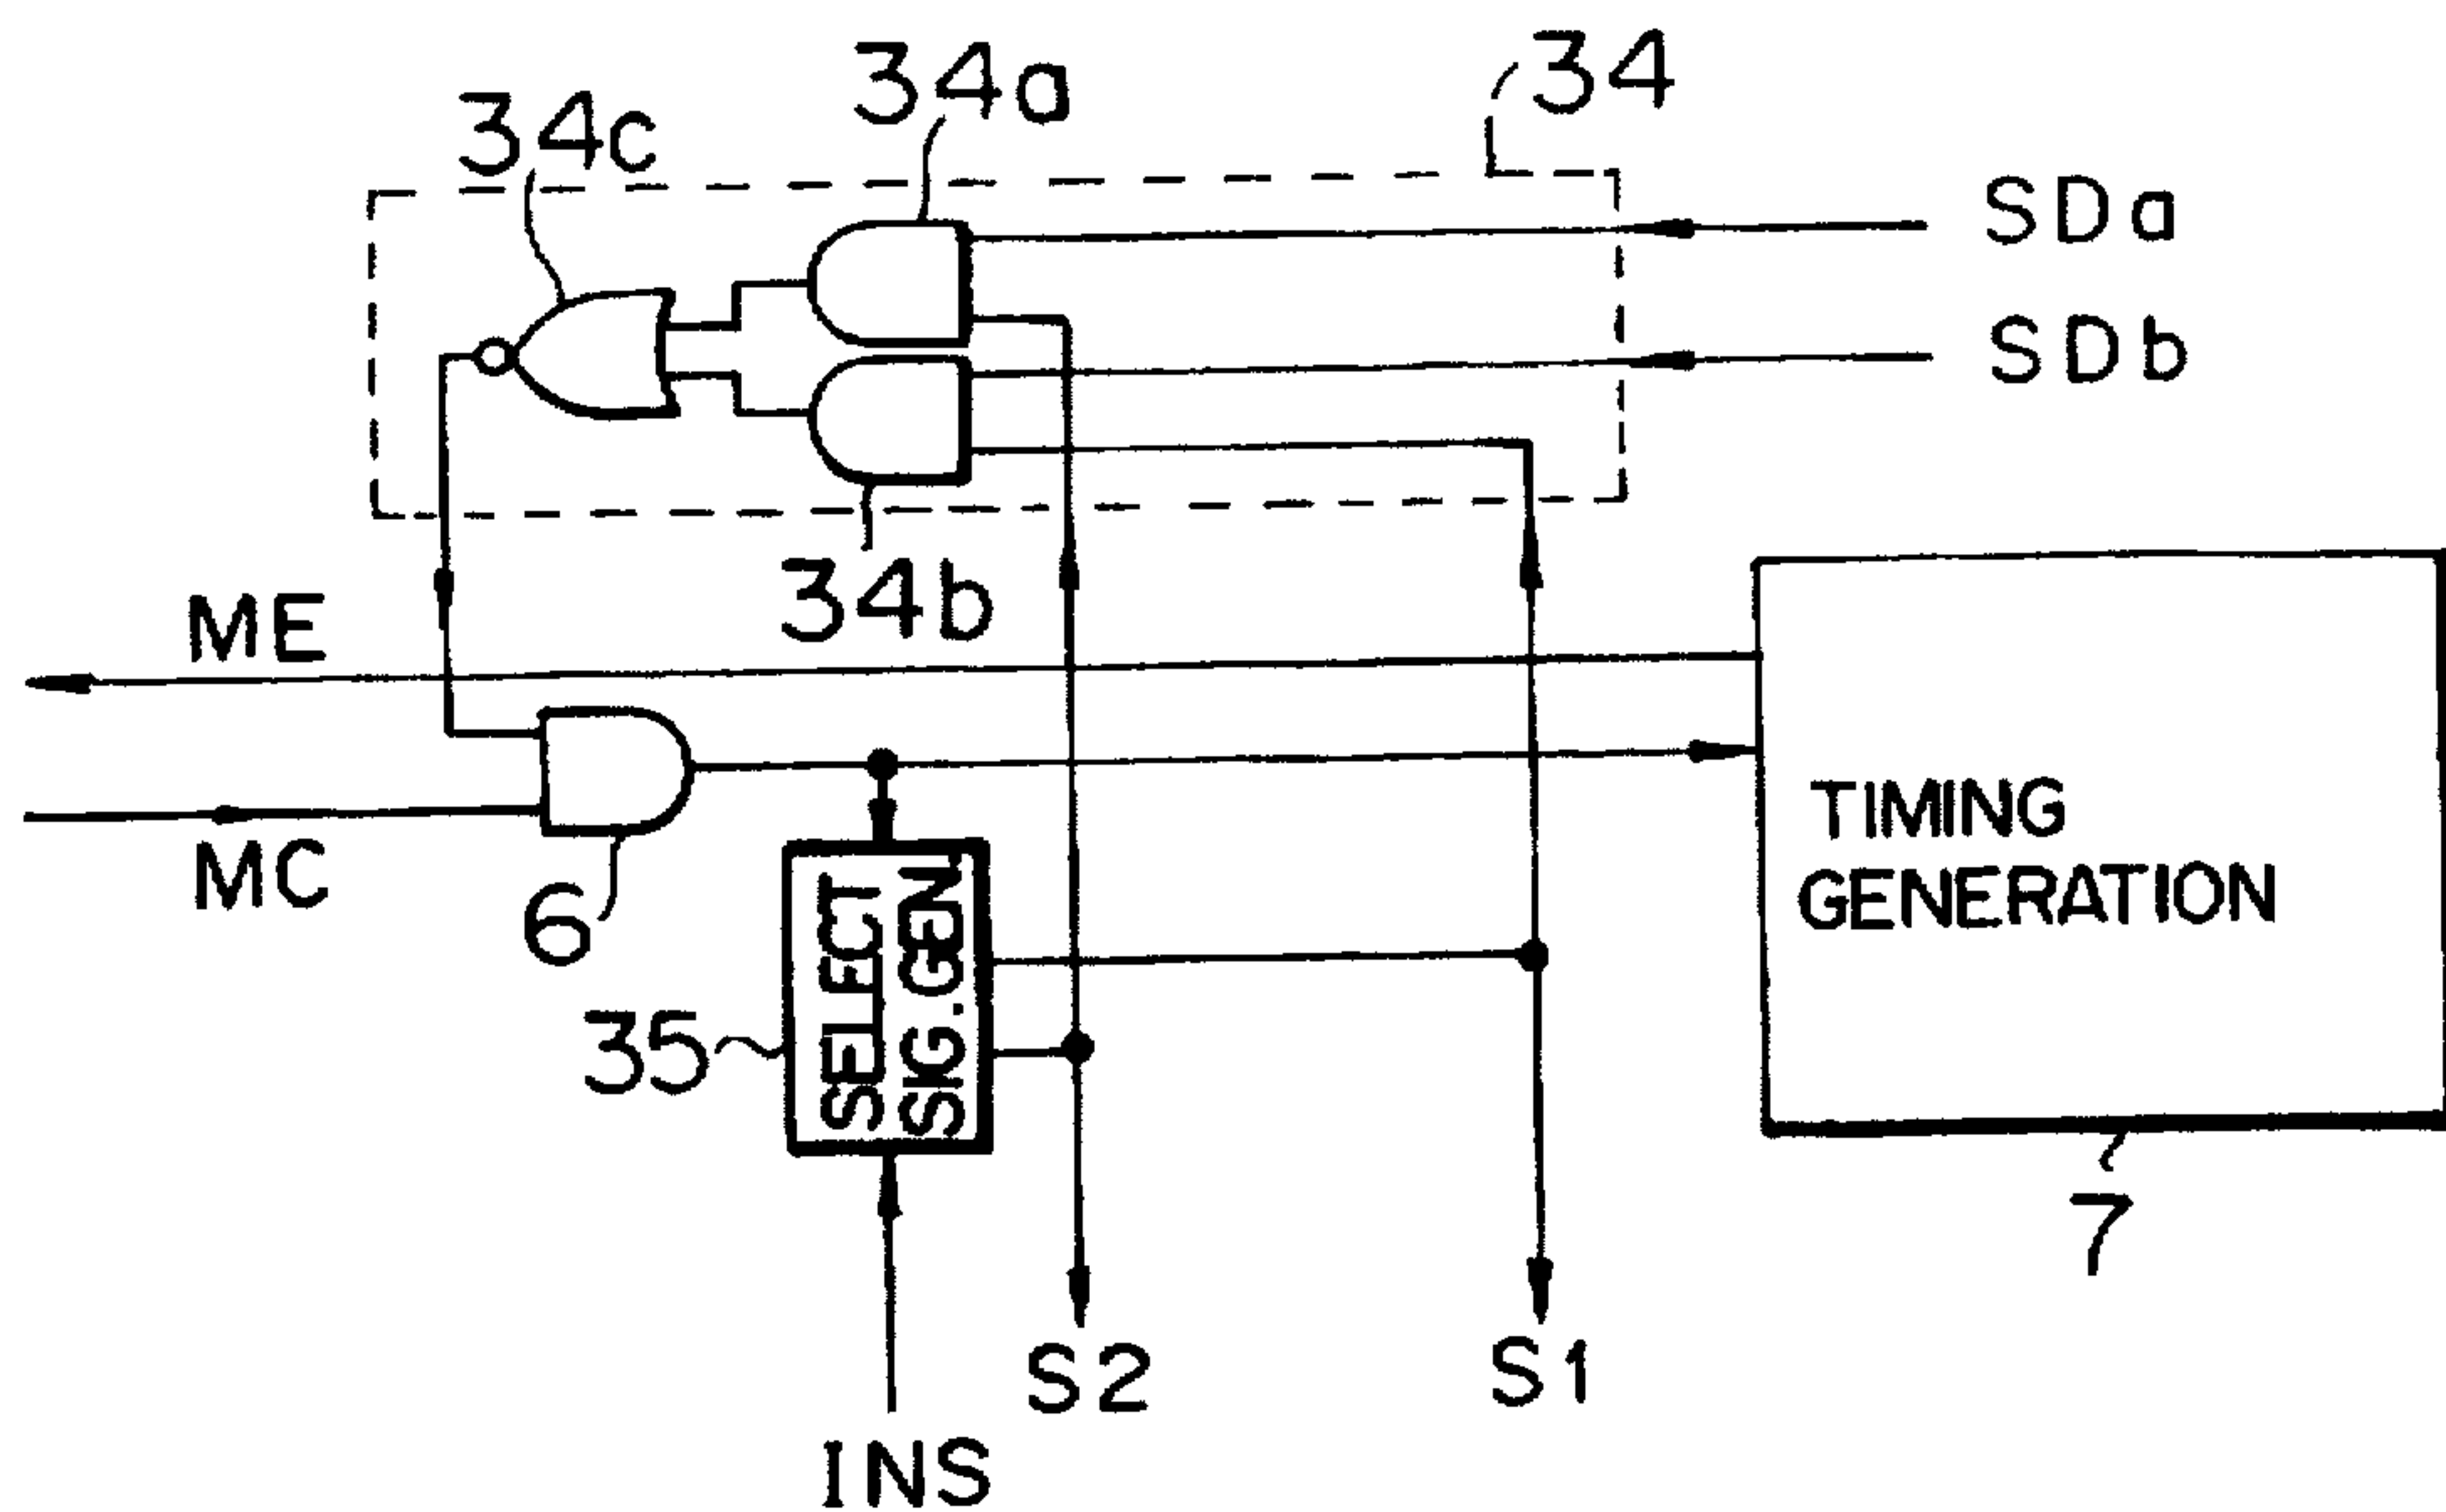 34a
34
34c
SDa
SDb
34b
ME
MC
6
TIMING
GENERATION
SELECT
SIG.GEN
35
7
S2
S1
INS